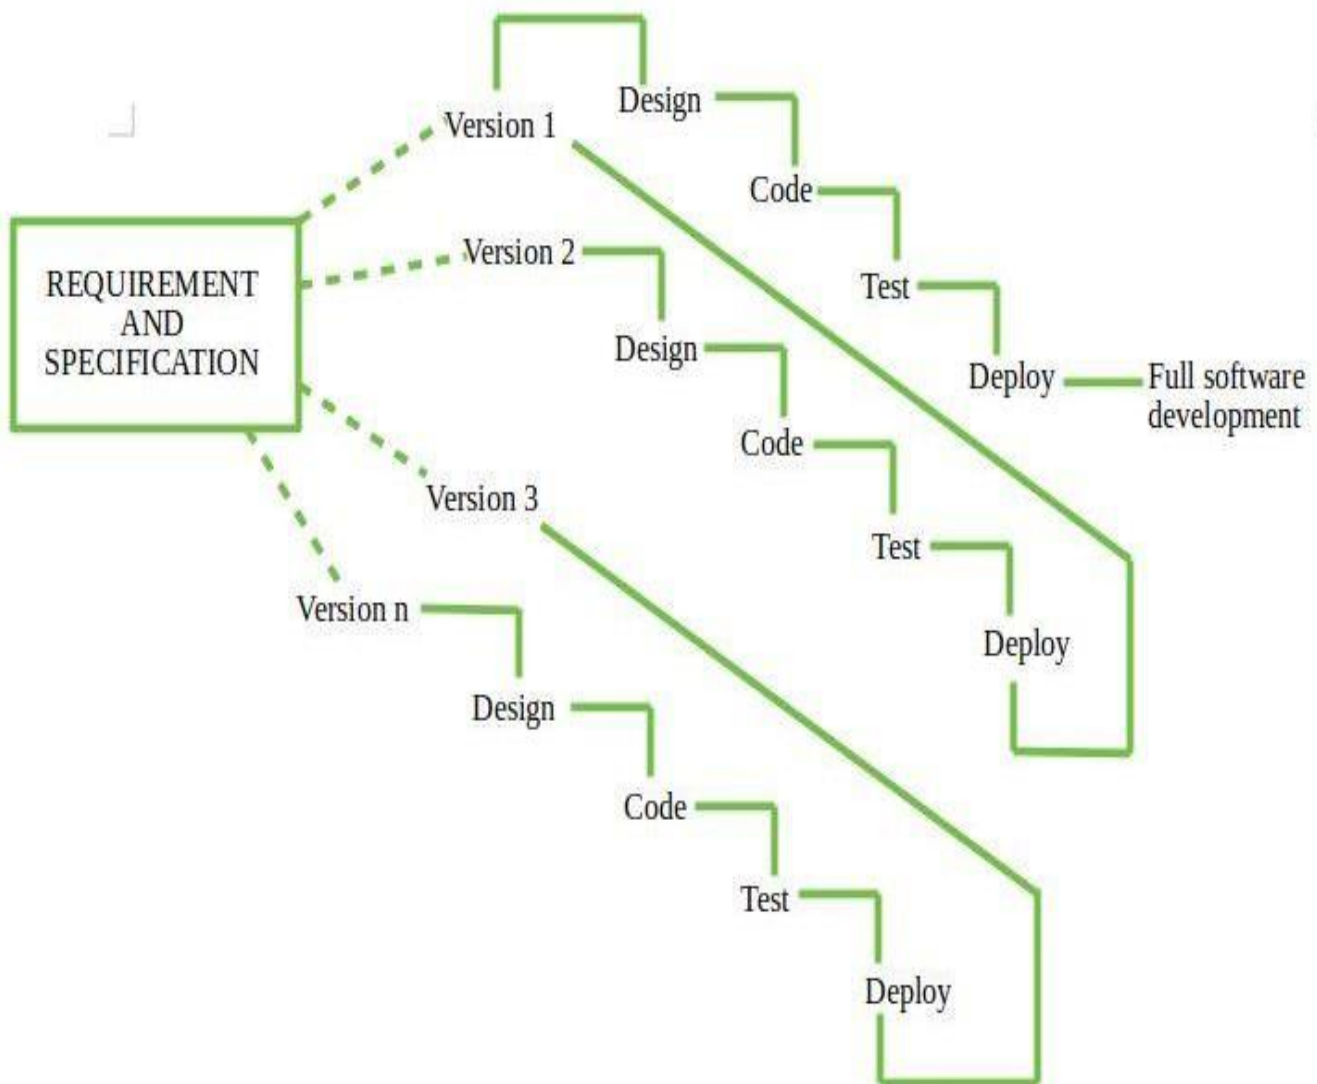 Version 1
Design
Code
Test
Deploy
Full software
development
REQUIREMENT
AND
SPECIFICATION
Version 2
Design
Code
Test
Deploy
Version 3
Version n
Design
Code
Test
Deploy